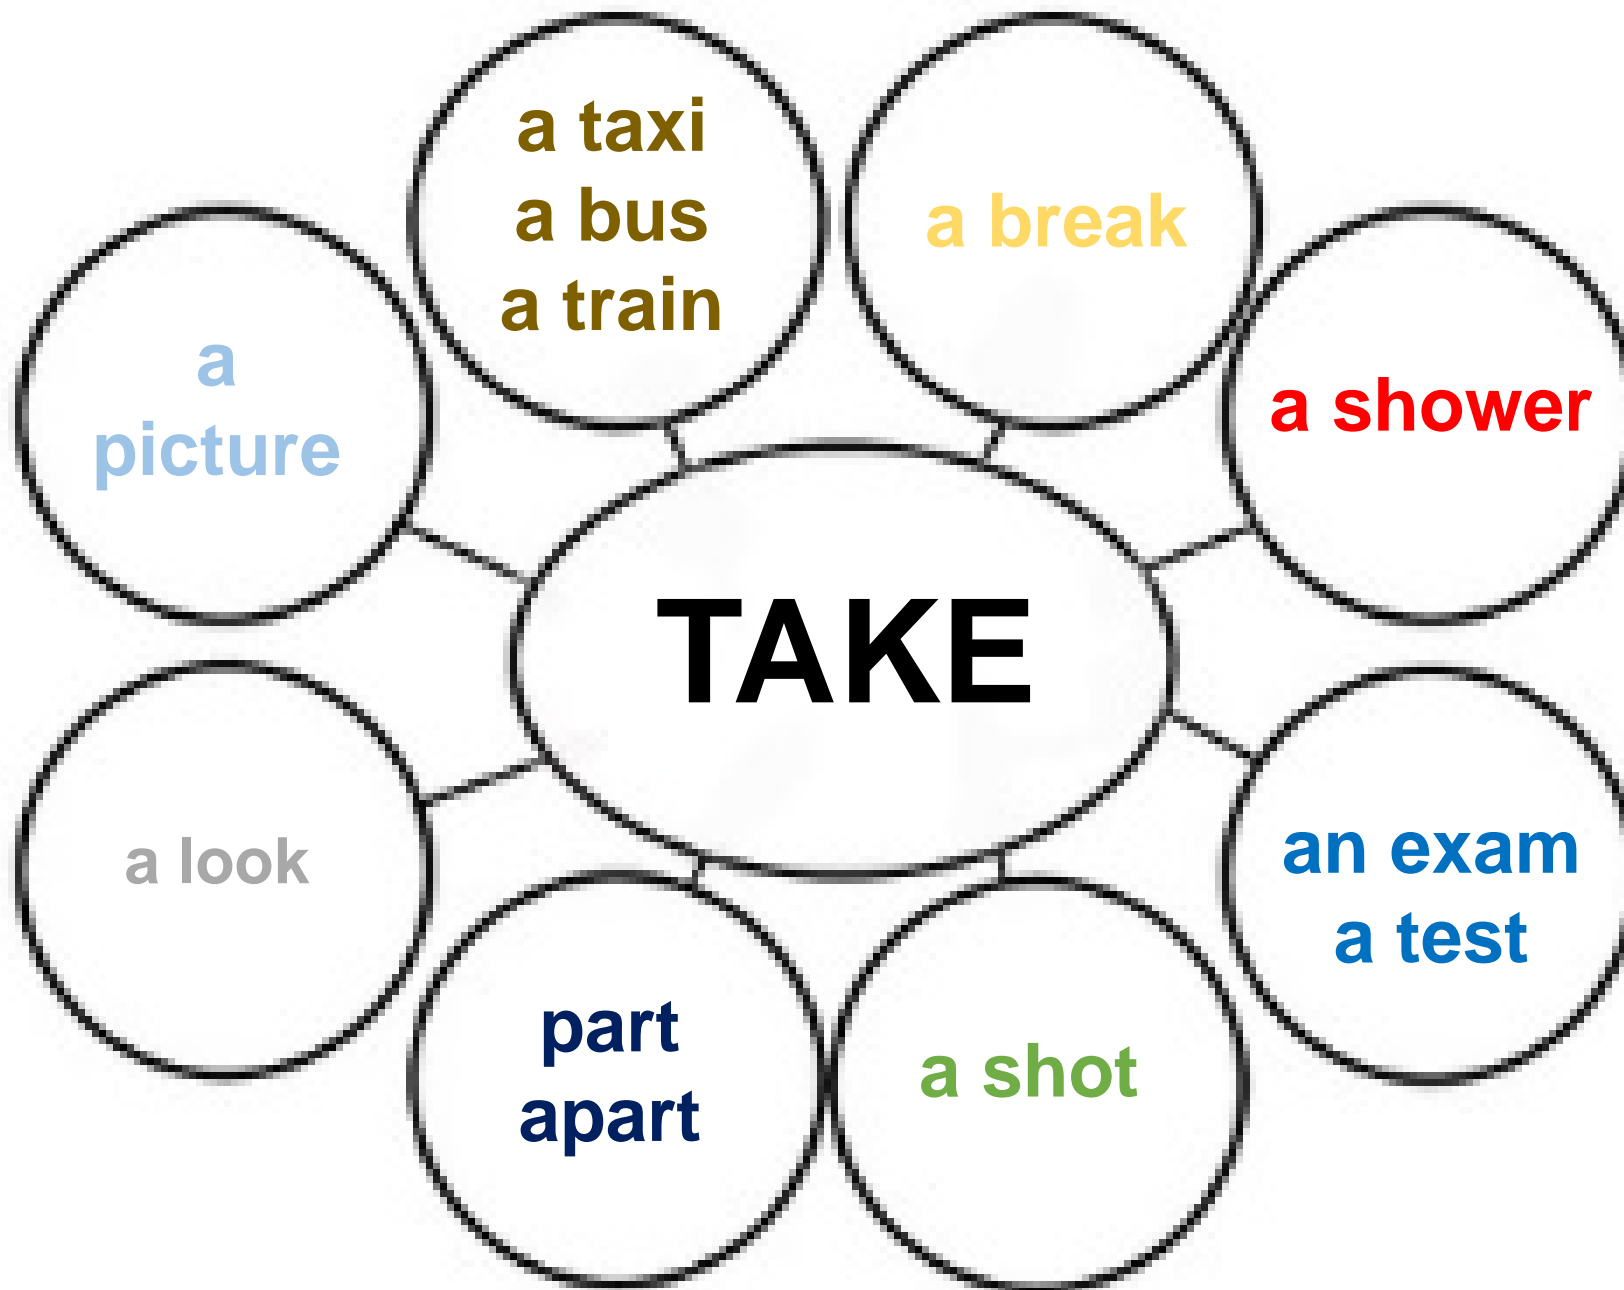 a taxi
a bus
a train
a break
a
picture
a shower
TAKE
a look
an exam
a test
part
apart
a shot